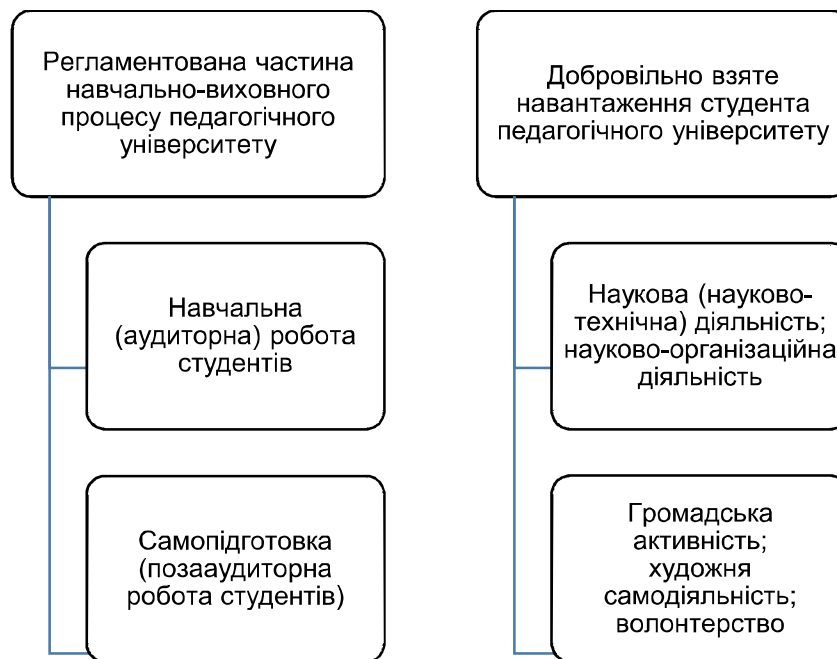 Регламентована частина
навчально-виховного
процесу педагогічного
університету
Навчальна
(аудиторна) робота
студентів
Самопідготовка
(позааудиторна
робота студентів)
Добровільно взяте
навантаження студента
педагогічного університету
Наукова (науково-
технічна) діяльність;
науково-організаційна
діяльність
Громадська
активність;
художня
самодіяльність;
волонтерство